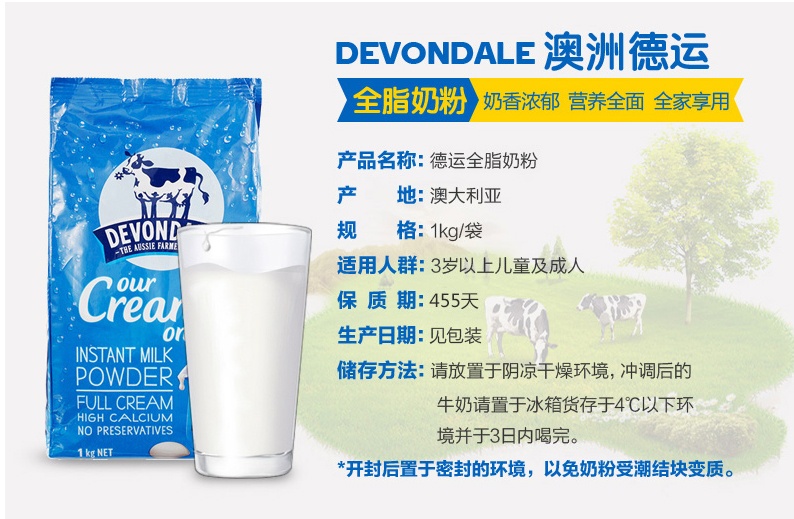 DEVONDALE 澳洲德运
全脂奶粉 奶香浓郁 营养全面 全家享用
产品名称: 德运全脂奶粉
产 地: 澳大利亚
规 格: 1kg/袋
适用人群: 3岁以上儿童及成人
保 质 期: 455天
生产日期: 见包装
储存方法: 请放置于阴凉干燥环境, 冲调后的
牛奶请置于冰箱货存于4℃以下环
境并于3日内喝完。
*开封后置于密封的环境，以免奶粉受潮结块变质。
DEVOND
THE AUSSIE FARME
our
Crea
on
INSTANT MILK
POWDER
FULL CREAM
HIGH CALCIUM
NO PRESERVATIVES
1 kg NET